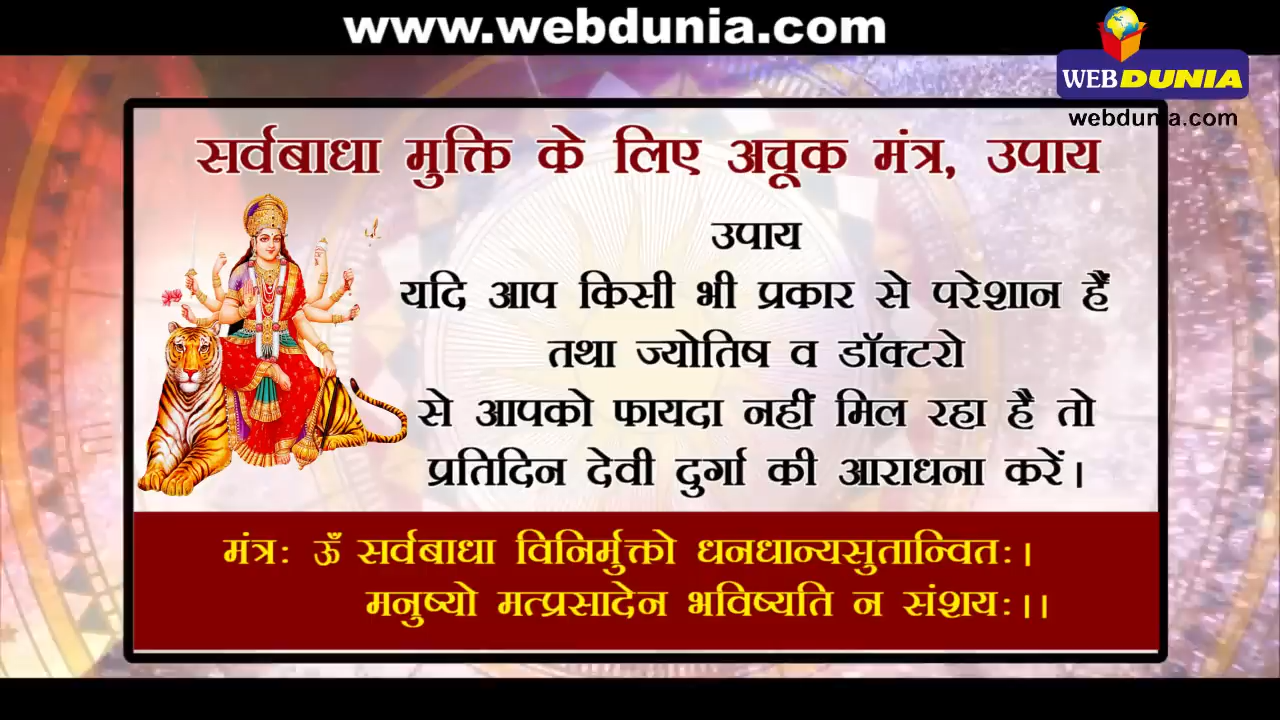 www.webdunia.com
WEBDUNIA
webdunia.com
सर्वबाधा मुक्ति के लिए अचूक मंत्र, उपाय
उपाय
यदि आप किसी भी प्रकार से परेशान हैं
तथा ज्योतिष व डॉक्टरो
से आपको फायदा नहीं मिल रहा है तो
प्रतिदिन देवी दुर्गा की आराधना करें।
मंत्रः ऊँ सर्वबाधा विनिर्मुक्तो धनधान्यसुतान्वितः।
मनुष्यो मत्प्रसादेन भविष्यति न संशयः।।